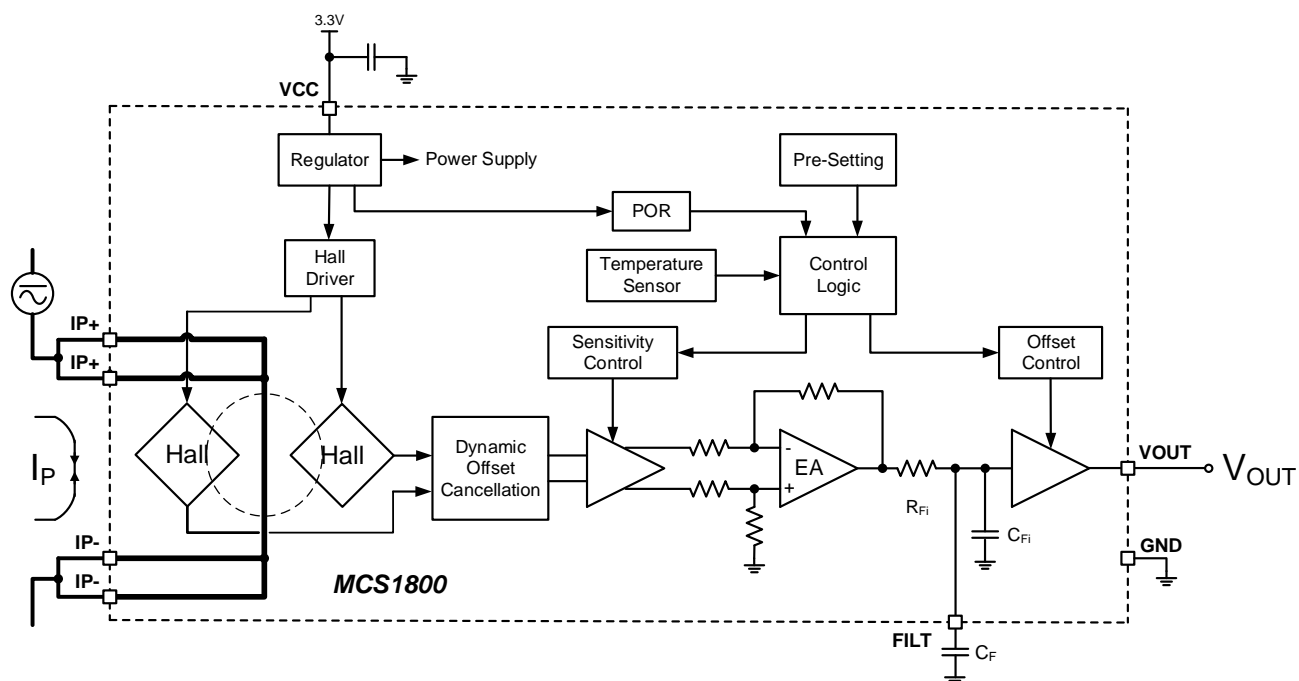 3.3V
VCC
Regulator
Power Supply
Pre-Setting
POR
Hall
Driver
Temperature
Sensor
Control
Logic
IP+
IP+
Sensitivity
Control
Offset
Control
Hall
Hall
Dynamic
Offset
Cancellation
-
EA
+
VOUT
VOUT
IP
RFi
CFi
GND
IP-
IP-
MCS1800
FILT
CF